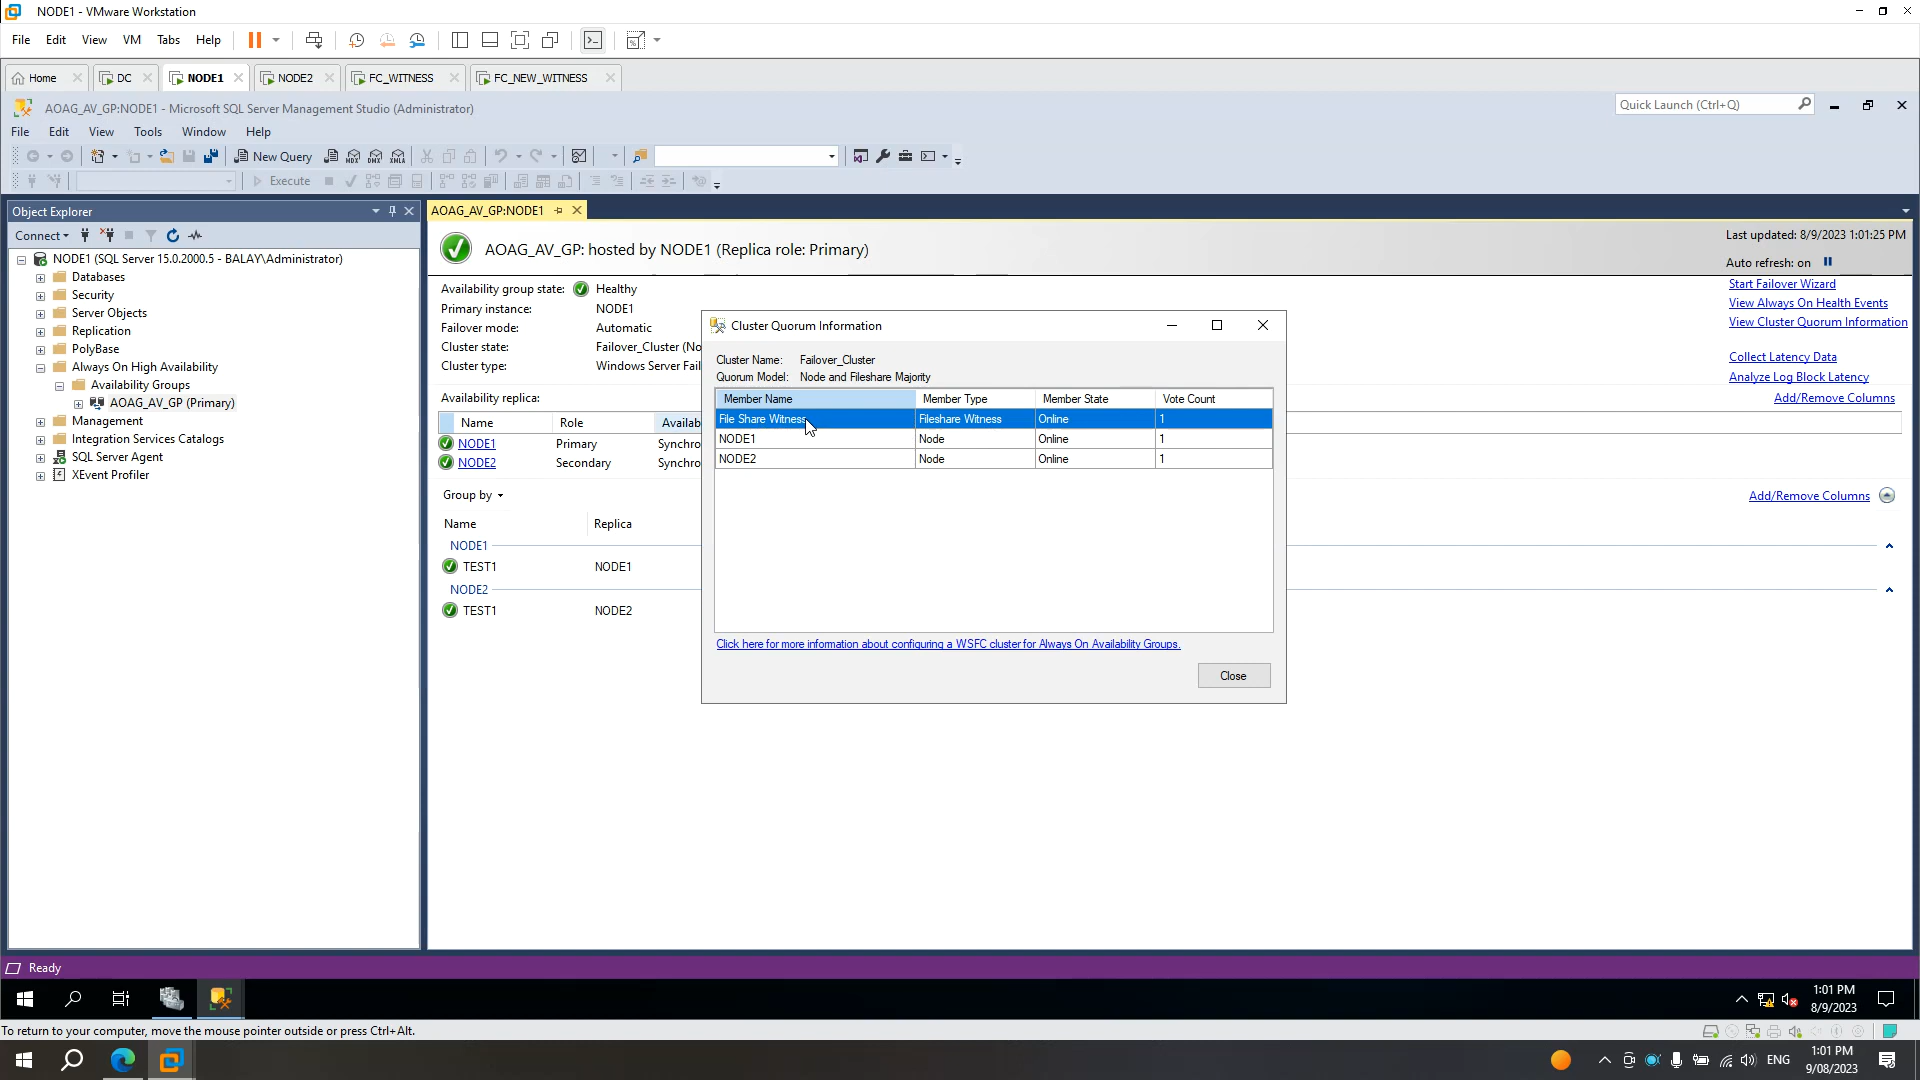 NODE1 - VMware Workstation
File Edit View VM Tabs Help
Home DC NODE1 NODE2 FC_WITNESS FC_NEW_WITNESS
AOAG_AV_GP:NODE1 - Microsoft SQL Server Management Studio (Administrator)
Quick Launch (Ctrl+Q)
File Edit View Tools Window Help
New Query
Execute
Object Explorer
Connect
NODE1 (SQL Server 15.0.2000.5 - BALAY\Administrator)
Databases
Security
Server Objects
Replication
PolyBase
Always On High Availability
Availability Groups
AOAG_AV_GP (Primary)
Management
Integration Services Catalogs
SQL Server Agent
XEvent Profiler
AOAG_AV_GP:NODE1
AOAG_AV_GP: hosted by NODE1 (Replica role: Primary)
Last updated: 8/9/2023 1:01:25 PM
Auto refresh: on
Availability group state: Healthy
Primary instance: NODE1
Failover mode: Automatic
Cluster state: Failover_Cluster (No
Cluster type: Windows Server Fail
Start Failover Wizard
View Always On Health Events
View Cluster Quorum Information
Collect Latency Data
Analyze Log Block Latency
Availability replica:
Add/Remove Columns
Name Role Availab
NODE1 Primary Synchro
NODE2 Secondary Synchro
Group by
Add/Remove Columns
Name Replica
NODE1
TEST1 NODE1
NODE2
TEST1 NODE2
Cluster Quorum Information
Cluster Name: Failover_Cluster
Quorum Model: Node and Fileshare Majority
Member Name Member Type Member State Vote Count
File Share Witness Fileshare Witness Online 1
NODE1 Node Online 1
NODE2 Node Online 1
Click here for more information about configuring a WSFC cluster for Always On Availability Groups.
Close
Ready
1:01 PM
8/9/2023
To return to your computer, move the mouse pointer outside or press Ctrl+Alt.
ENG
1:01 PM
9/08/2023